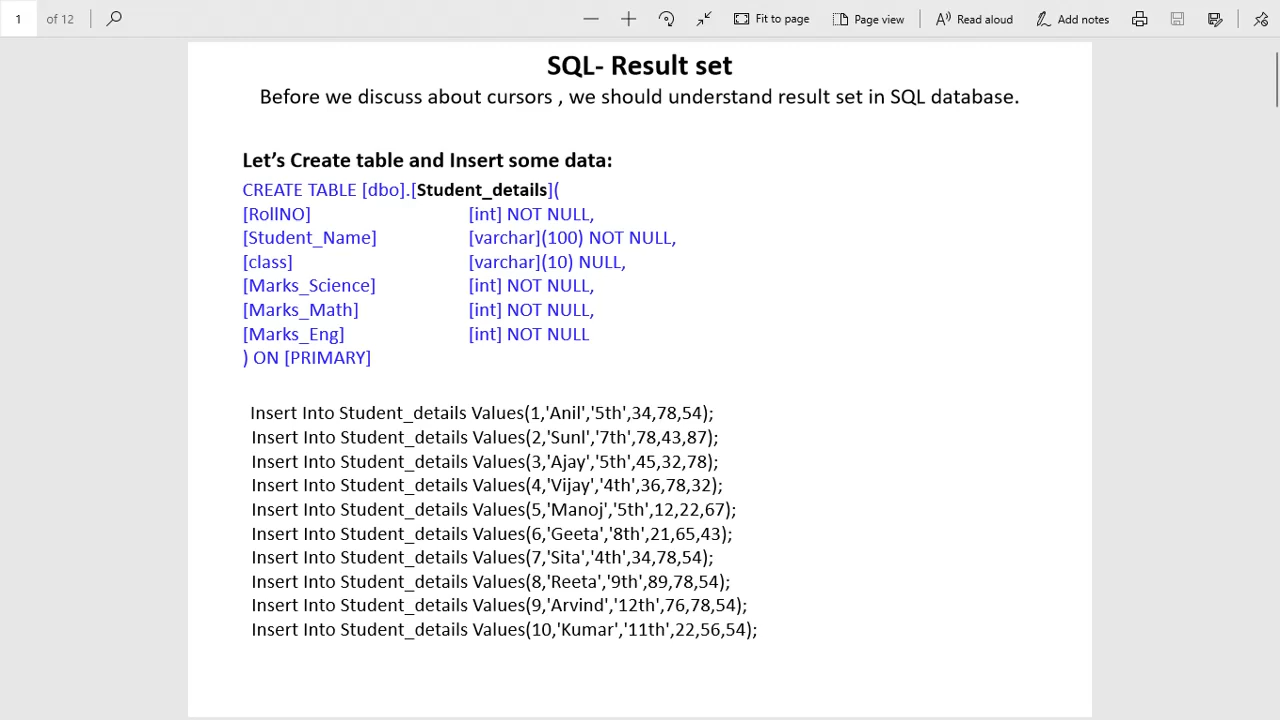 1 of 12 Fit to page Page view Read aloud Add notes
SQL- Result set
Before we discuss about cursors , we should understand result set in SQL database.
Let’s Create table and Insert some data:
CREATE TABLE [dbo].[Student_details](
[RollNO] [int] NOT NULL,
[Student_Name] [varchar](100) NOT NULL,
[class] [varchar](10) NULL,
[Marks_Science] [int] NOT NULL,
[Marks_Math] [int] NOT NULL,
[Marks_Eng] [int] NOT NULL
) ON [PRIMARY]
Insert Into Student_details Values(1,'Anil','5th',34,78,54);
Insert Into Student_details Values(2,'Sunl','7th',78,43,87);
Insert Into Student_details Values(3,'Ajay','5th',45,32,78);
Insert Into Student_details Values(4,'Vijay','4th',36,78,32);
Insert Into Student_details Values(5,'Manoj','5th',12,22,67);
Insert Into Student_details Values(6,'Geeta','8th',21,65,43);
Insert Into Student_details Values(7,'Sita','4th',34,78,54);
Insert Into Student_details Values(8,'Reeta','9th',89,78,54);
Insert Into Student_details Values(9,'Arvind','12th',76,78,54);
Insert Into Student_details Values(10,'Kumar','11th',22,56,54);